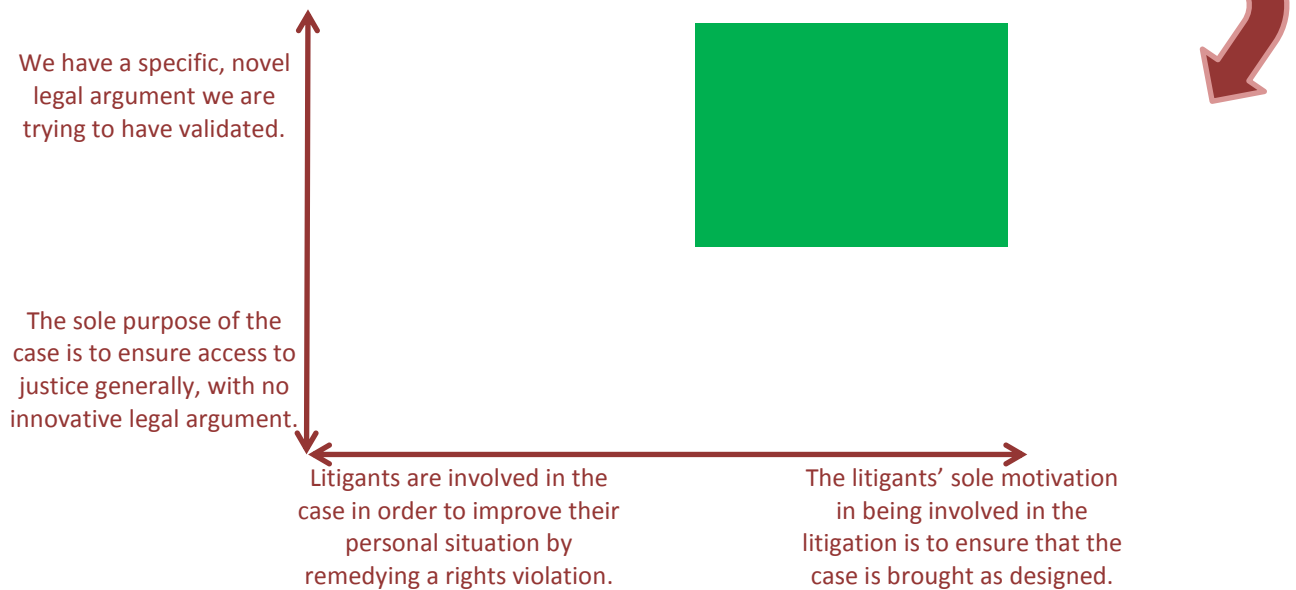 We have a specific, novel
legal argument we are
trying to have validated.
The sole purpose of the
case is to ensure access to
justice generally, with no
innovative legal argument.
Litigants are involved in the
case in order to improve their
personal situation by
remedying a rights violation.
The litigants’ sole motivation
in being involved in the
litigation is to ensure that the
case is brought as designed.